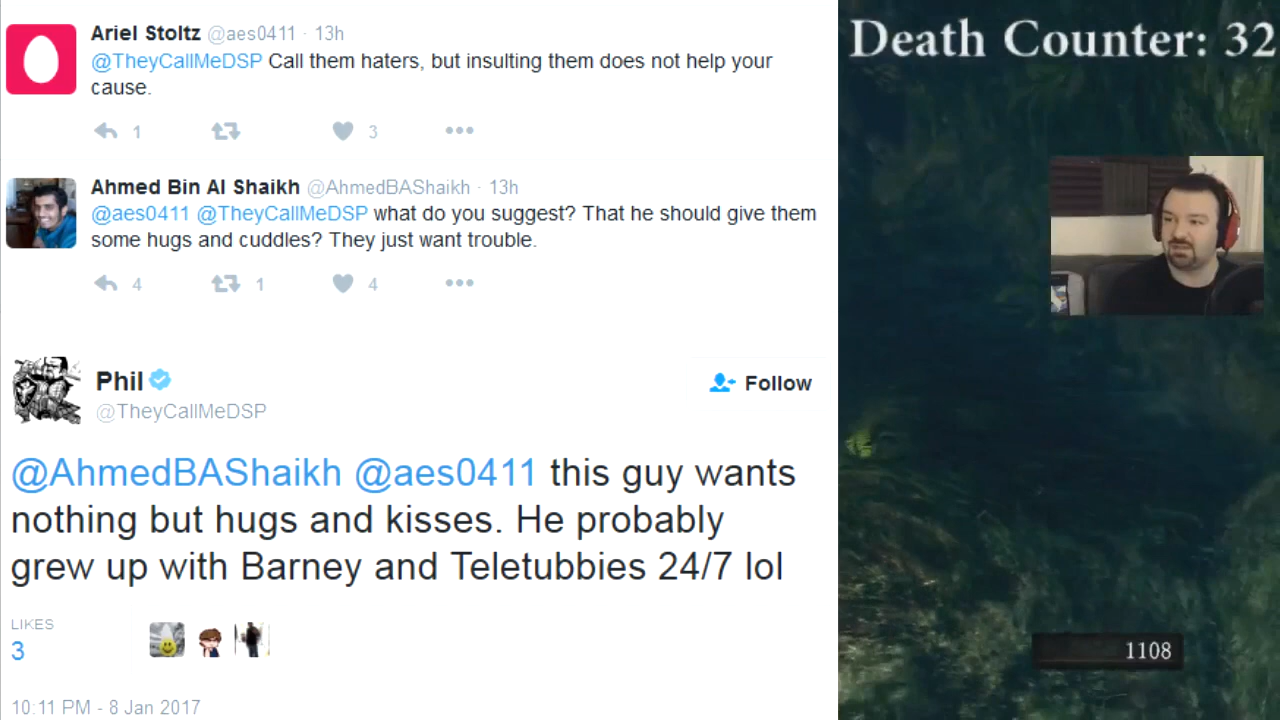 Ariel Stoltz @aes0411 · 13h
@TheyCallMeDSP Call them haters, but insulting them does not help your
cause.
1 3
Ahmed Bin Al Shaikh @AhmedBAShaikh · 13h
@aes0411 @TheyCallMeDSP what do you suggest? That he should give them
some hugs and cuddles? They just want trouble.
4 1 4
Phil
@TheyCallMeDSP
Follow
@AhmedBAShaikh @aes0411 this guy wants
nothing but hugs and kisses. He probably
grew up with Barney and Teletubbies 24/7 lol
LIKES
3
10:11 PM - 8 Jan 2017
Death Counter: 32
1108